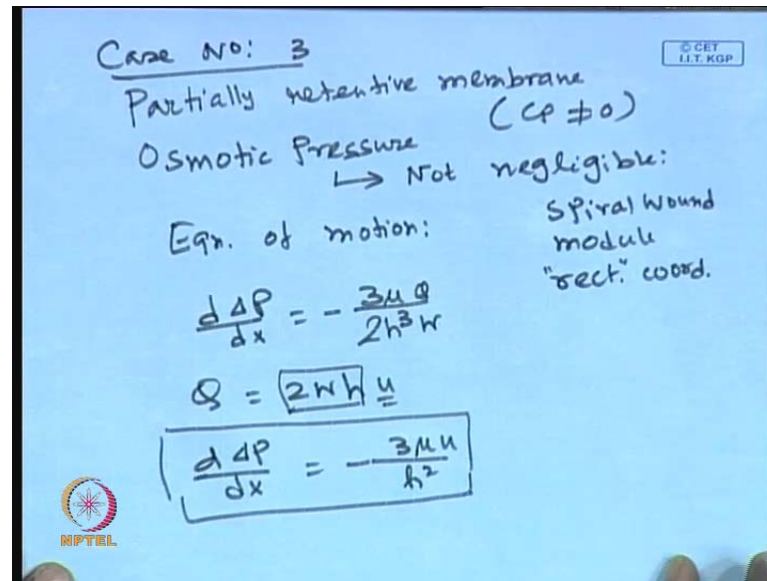 Case No: 3
© CET
I.I.T. KGP
Partially retentive membrane
(Cp ≠ 0)
Osmotic Pressure
↳ Not negligible:
Eqn. of motion:
Spiral wound
module
"rect." coord.
dΔP/dx = - 3μQ/2h³w
Q = 2wh u
dΔP/dx = - 3μu/h²
NPTEL